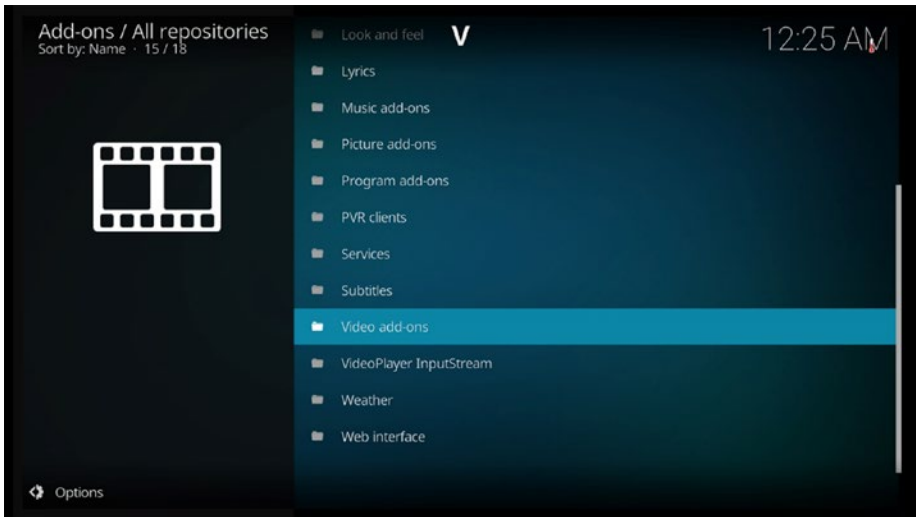 Add-ons / All repositories
Sort by: Name · 15 / 18
V
12:25 AM
Look and feel
Lyrics
Music add-ons
Picture add-ons
Program add-ons
PVR clients
Services
Subtitles
Video add-ons
VideoPlayer InputStream
Weather
Web interface
Options